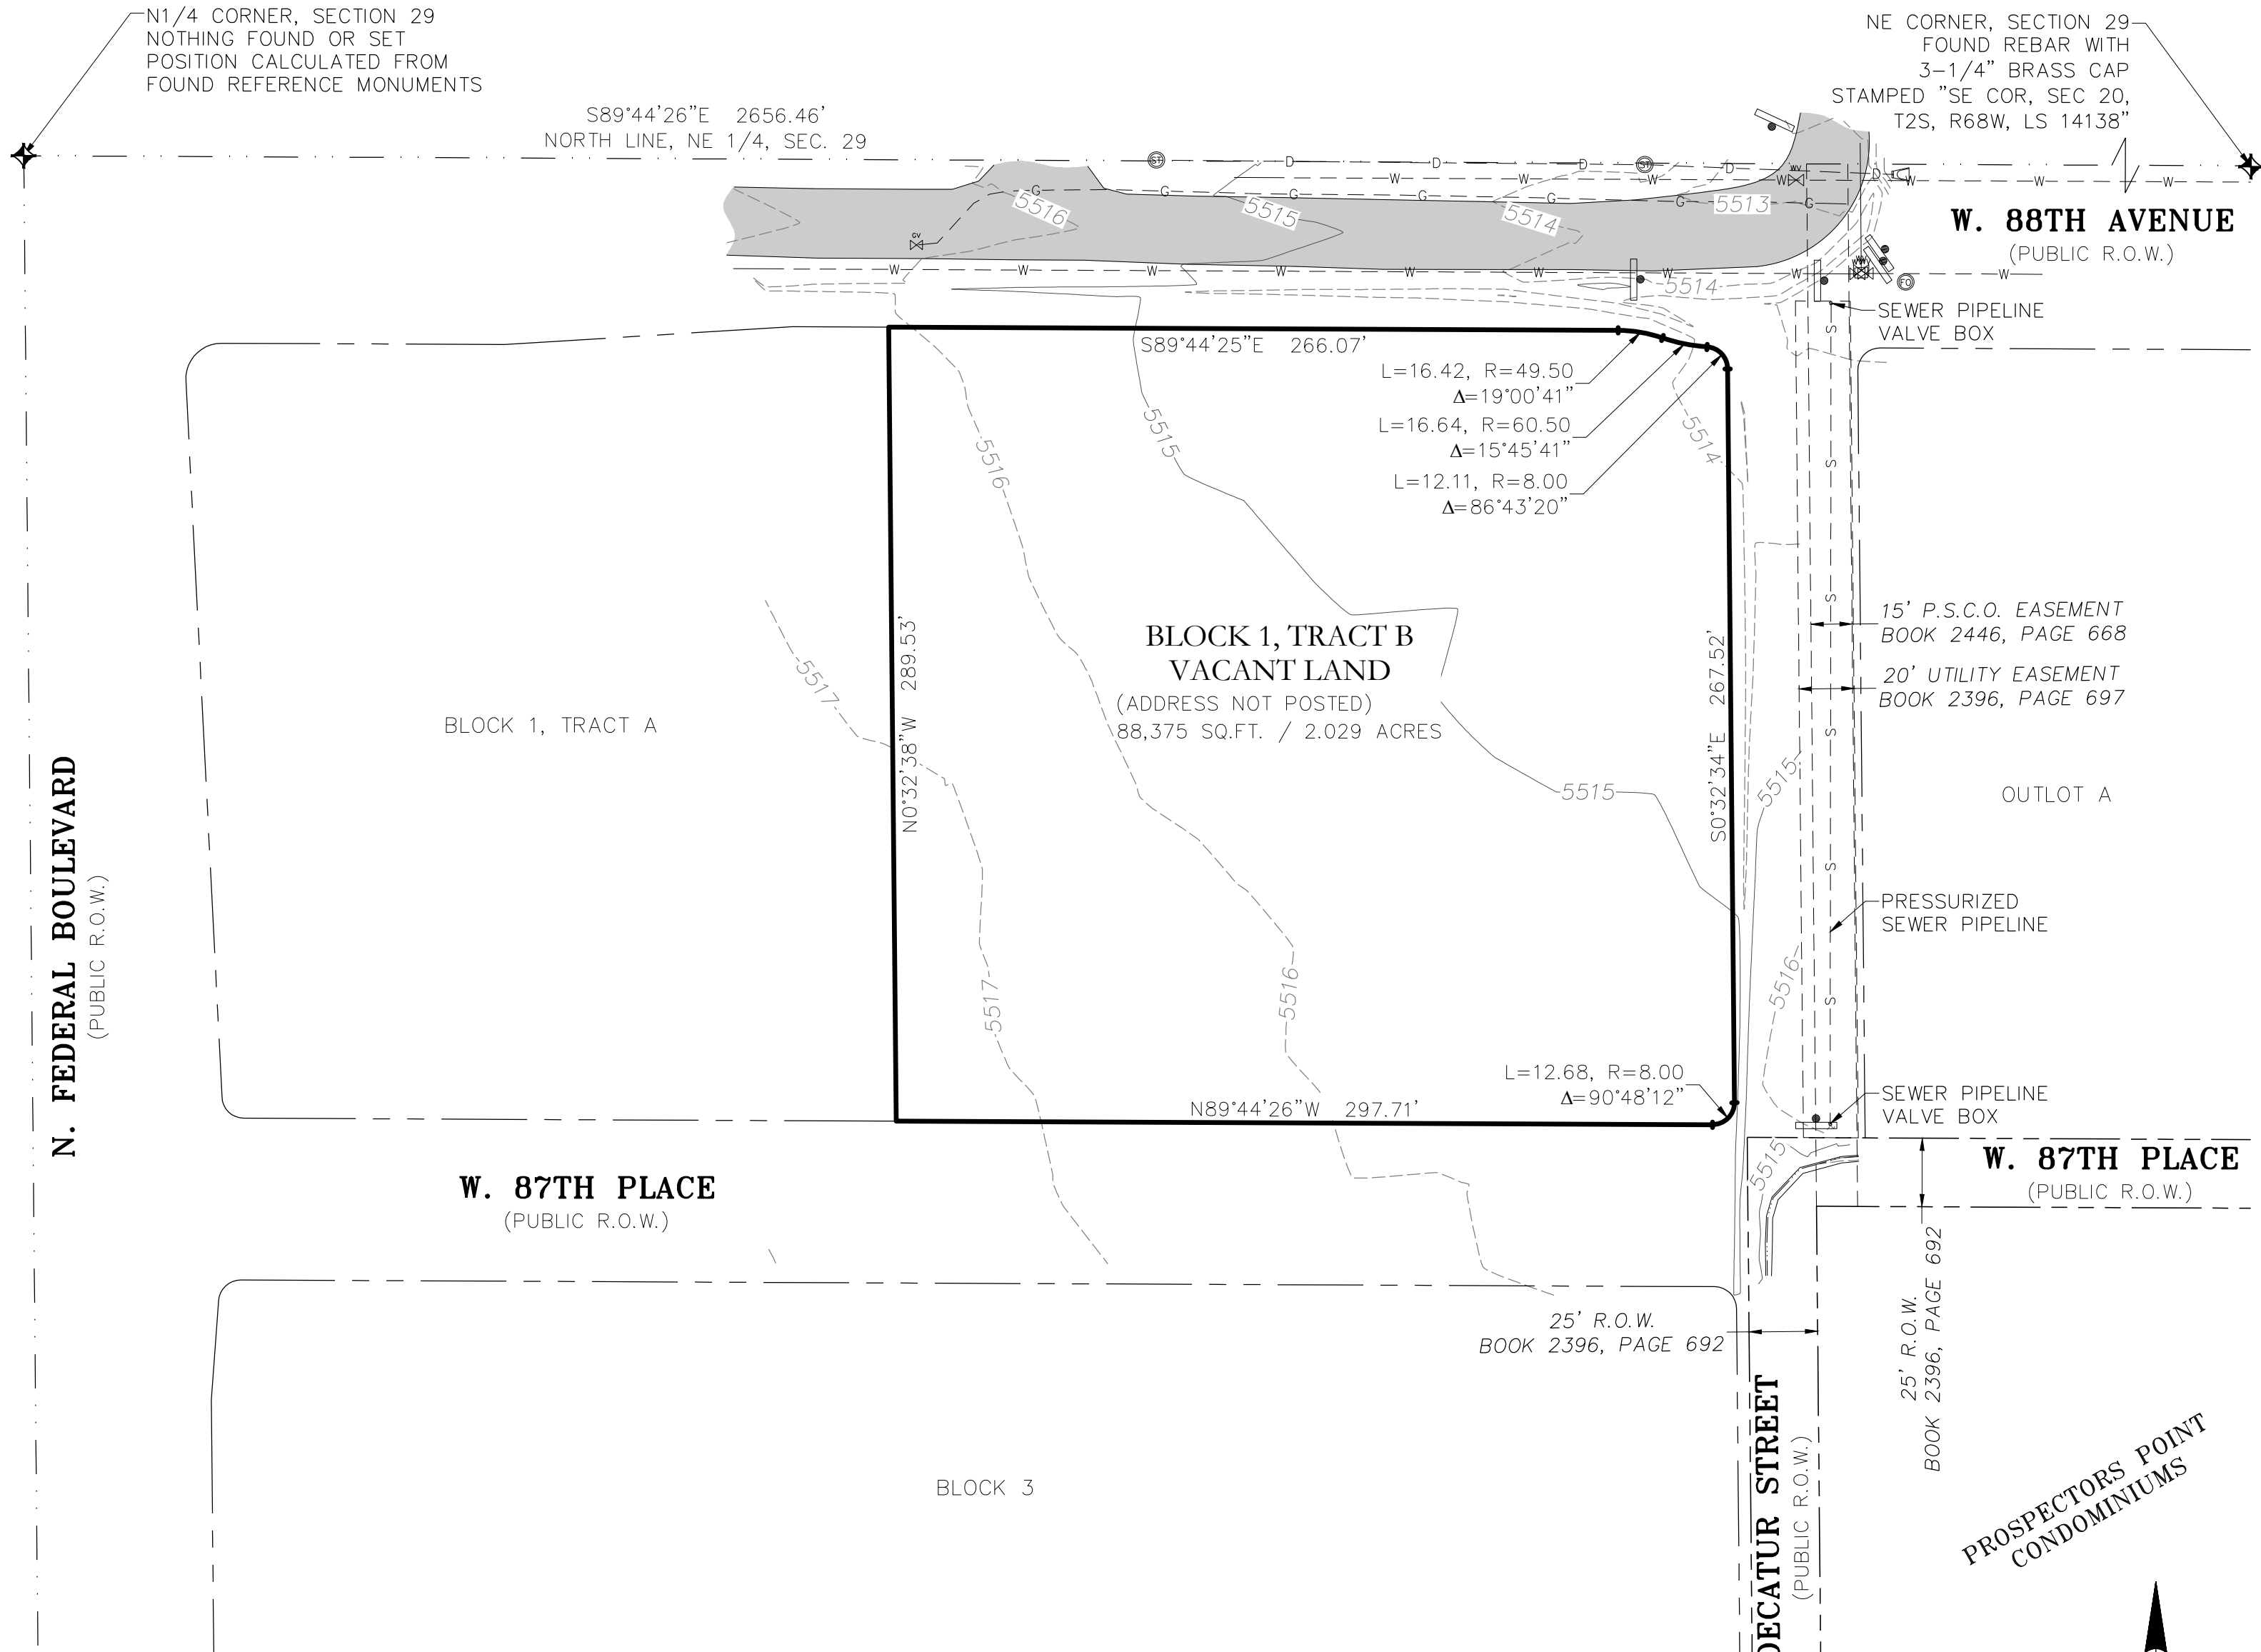 N1/4 CORNER, SECTION 29
NOTHING FOUND OR SET
POSITION CALCULATED FROM
FOUND REFERENCE MONUMENTS
NE CORNER, SECTION 29
FOUND REBAR WITH
3-1/4" BRASS CAP
STAMPED "SE COR, SEC 20,
T2S, R68W, LS 14138"
S89°44'26"E 2656.46'
NORTH LINE, NE 1/4, SEC. 29
ST
D
D
D
ST
D
D
W
W
W
W
WV
W
W
W
G
G
G
G
G
G
G
5516
5515
5514
5513
W. 88TH AVENUE
(PUBLIC R.O.W.)
GV
W
W
W
W
W
W
W
W
W
FO
5514
SEWER PIPELINE
VALVE BOX
S
S89°44'25"E 266.07'
L=16.42, R=49.50
Δ=19°00'41"
L=16.64, R=60.50
Δ=15°45'41"
L=12.11, R=8.00
Δ=86°43'20"
5515
5516
5514
S
BLOCK 1, TRACT B
VACANT LAND
(ADDRESS NOT POSTED)
88,375 SQ.FT. / 2.029 ACRES
N0°32'38"W 289.53'
S0°32'34"E 267.52'
S
15' P.S.C.O. EASEMENT
BOOK 2446, PAGE 668
20' UTILITY EASEMENT
BOOK 2396, PAGE 697
5517
BLOCK 1, TRACT A
S
5515
5515
OUTLOT A
N. FEDERAL BOULEVARD
(PUBLIC R.O.W.)
S
PRESSURIZED
SEWER PIPELINE
5517
5516
5516
S
L=12.68, R=8.00
Δ=90°48'12"
N89°44'26"W 297.71'
SEWER PIPELINE
VALVE BOX
5515
W. 87TH PLACE
(PUBLIC R.O.W.)
W. 87TH PLACE
(PUBLIC R.O.W.)
25' R.O.W.
BOOK 2396, PAGE 692
25' R.O.W.
BOOK 2396, PAGE 692
BLOCK 3
DECATUR STREET
(PUBLIC R.O.W.)
PROSPECTORS POINT
CONDOMINIUMS